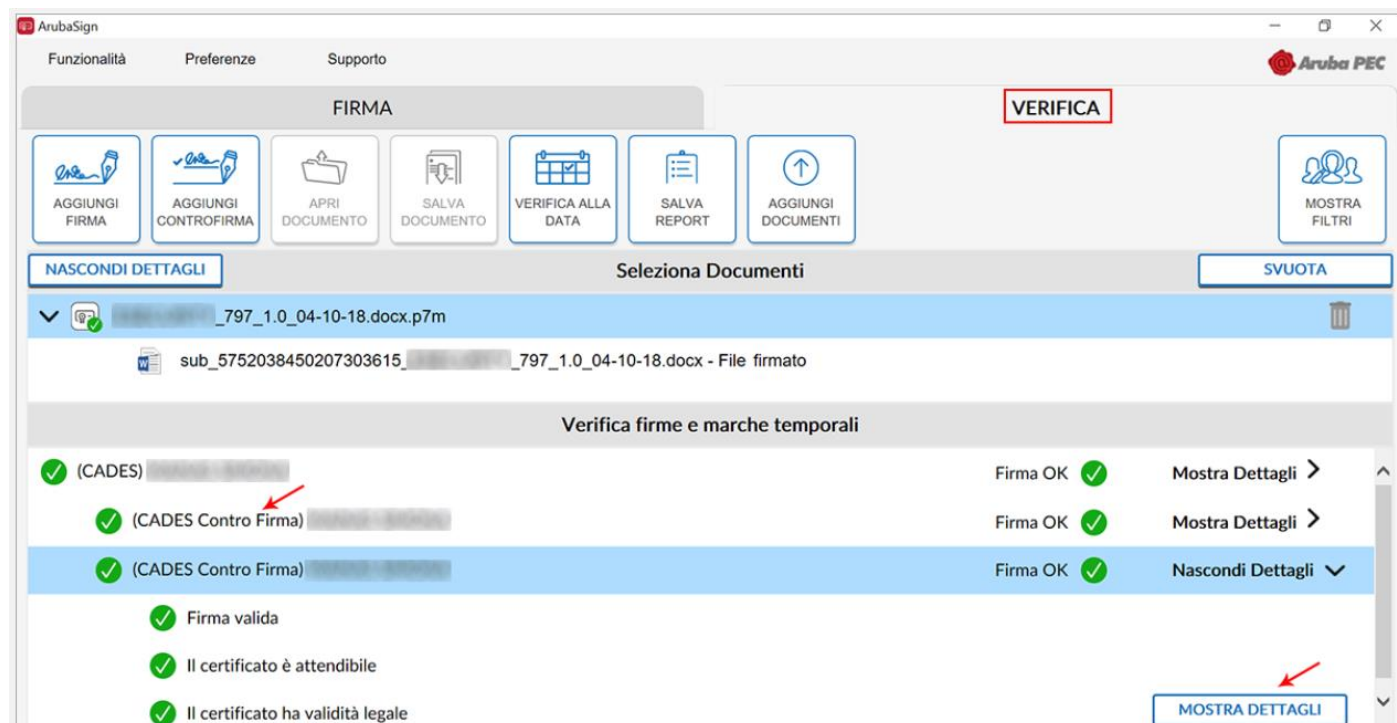 ArubaSign
Funzionalità Preferenze Supporto
Aruba PEC
FIRMA VERIFICA
AGGIUNGI FIRMA
AGGIUNGI CONTROFIRMA
APRI DOCUMENTO
SALVA DOCUMENTO
VERIFICA ALLA DATA
SALVA REPORT
AGGIUNGI DOCUMENTI
MOSTRA FILTRI
NASCONDI DETTAGLI Seleziona Documenti SVUOTA
_797_1.0_04-10-18.docx.p7m
sub_5752038450207303615_ _797_1.0_04-10-18.docx - File firmato
Verifica firme e marche temporali
(CADES) Firma OK Mostra Dettagli
(CADES Contro Firma) Firma OK Mostra Dettagli
(CADES Contro Firma) Firma OK Nascondi Dettagli
Firma valida
Il certificato è attendibile
Il certificato ha validità legale MOSTRA DETTAGLI